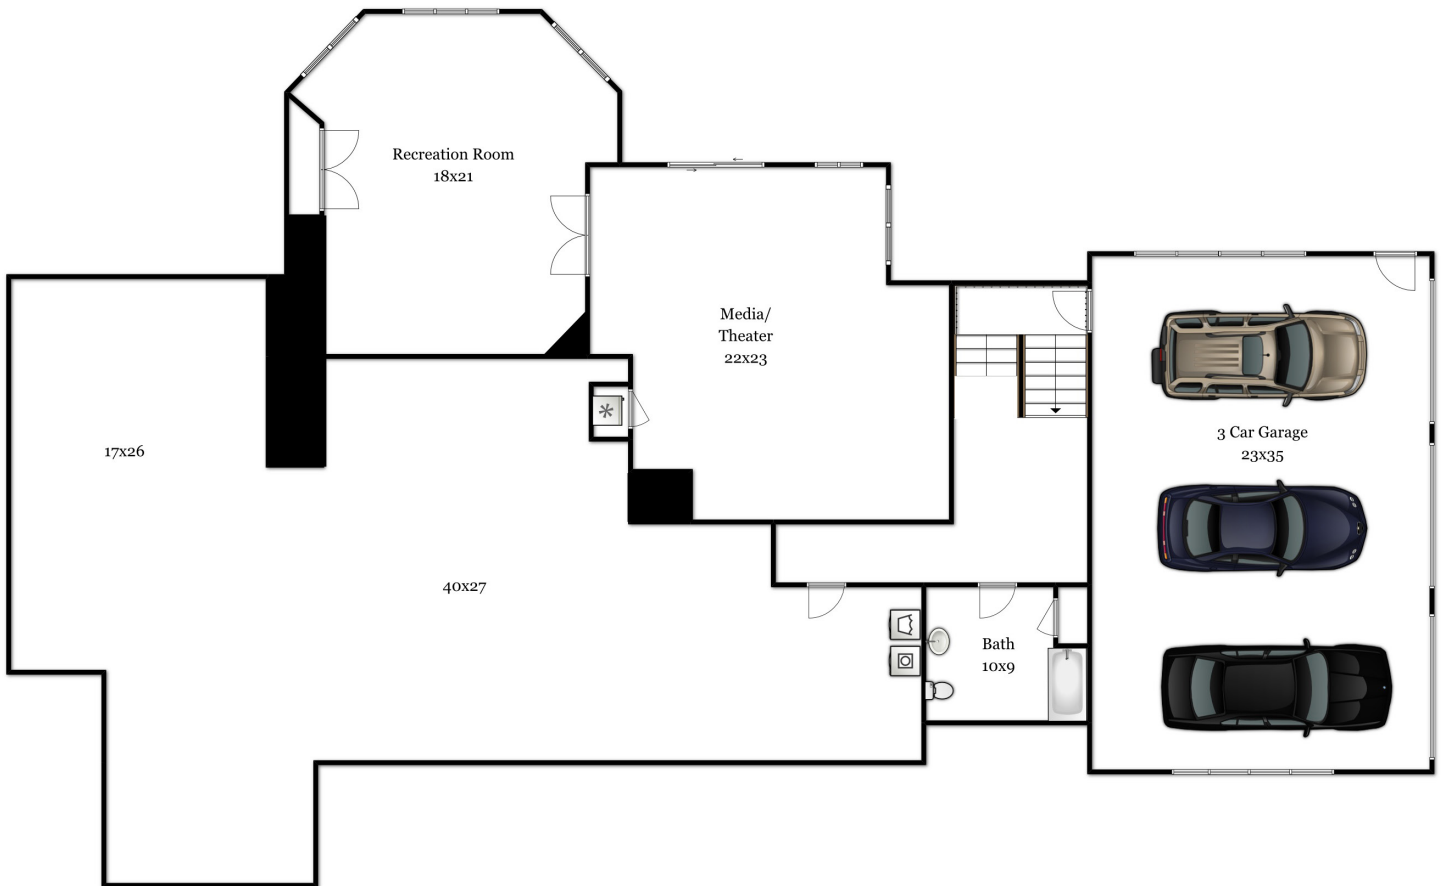 Recreation Room
18x21
Media/
Theater
22x23
17x26
3 Car Garage
23x35
40x27
Bath
10x9